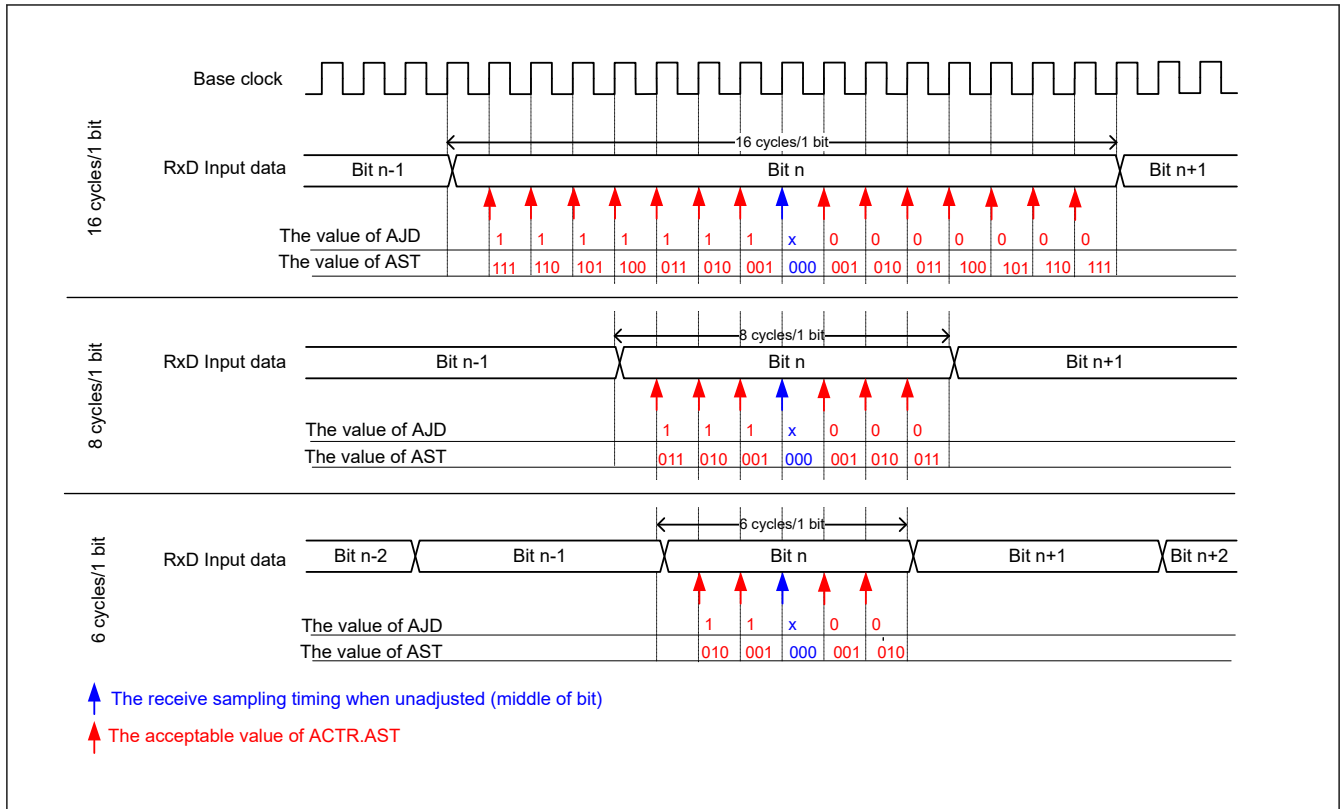 Base clock
16 cycles/1 bit
16 cycles/1 bit
RxD Input data
Bit n-1
Bit n
Bit n+1
The value of AJD
1 1 1 1 1 1 1 x 0 0 0 0 0 0 0
The value of AST
111 110 101 100 011 010 001 000 001 010 011 100 101 110 111
8 cycles/1 bit
8 cycles/1 bit
RxD Input data
Bit n-1
Bit n
Bit n+1
The value of AJD
1 1 1 x 0 0 0
The value of AST
011 010 001 000 001 010 011
6 cycles/1 bit
6 cycles/1 bit
RxD Input data
Bit n-2
Bit n-1
Bit n
Bit n+1
Bit n+2
The value of AJD
1 1 x 0 0
The value of AST
010 001 000 001 010
The receive sampling timing when unadjusted (middle of bit)
The acceptable value of ACTR.AST